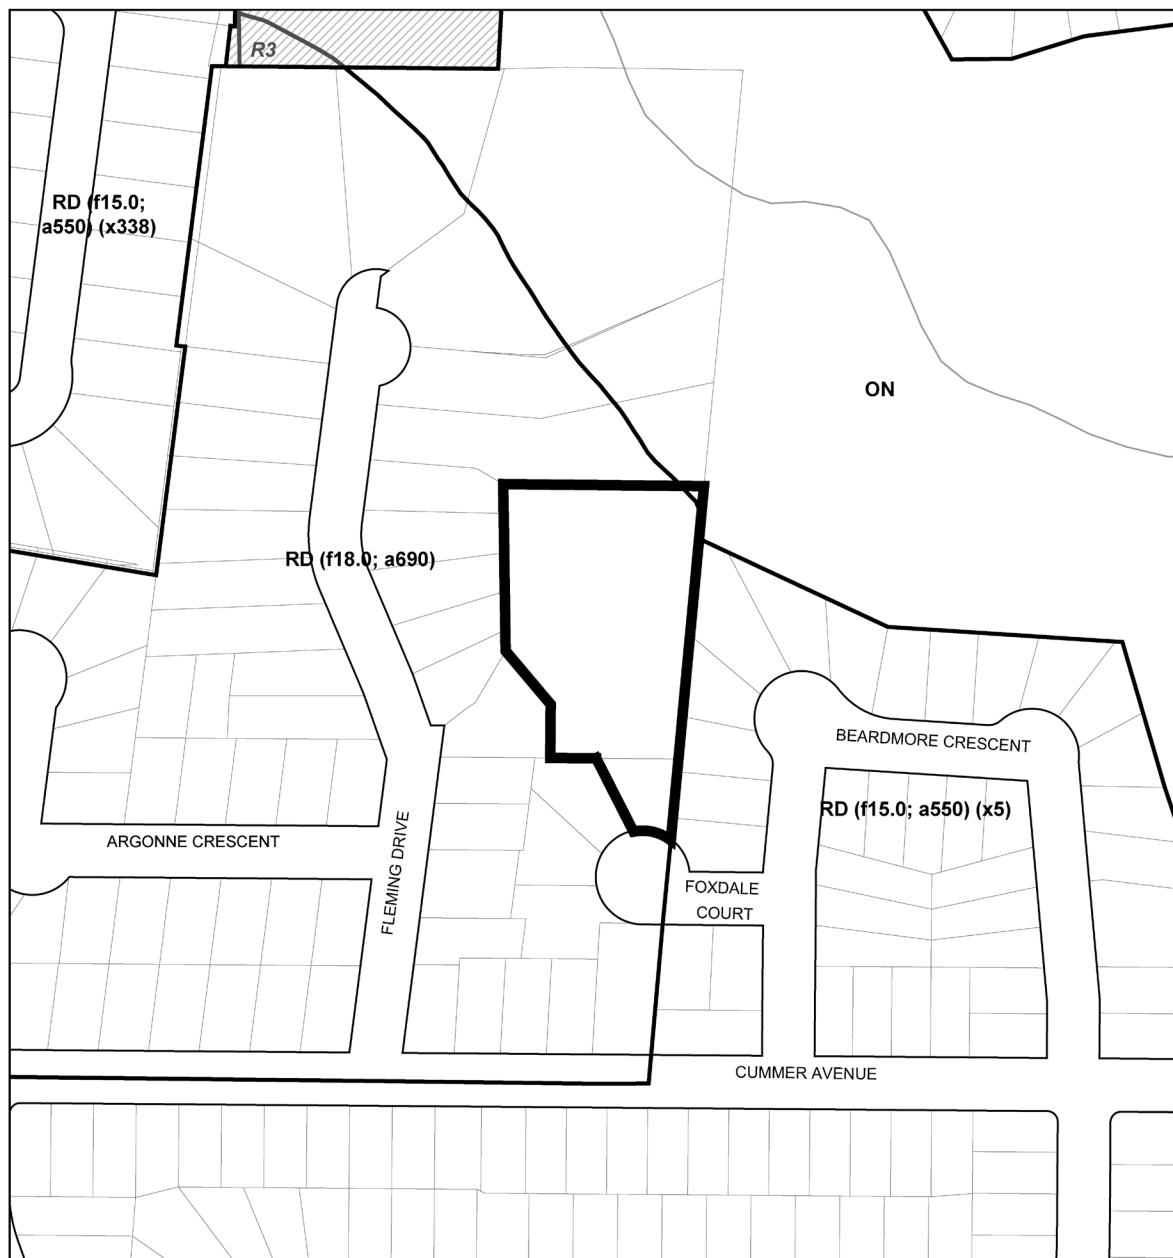 R3
RD (f15.0;
a550) (x338)
ON
RD (f18.0; a690)
BEARDMORE CRESCENT
RD (f15.0; a550) (x5)
ARGONNE CRESCENT
FLEMING DRIVE
FOXDALE
COURT
CUMMER AVENUE